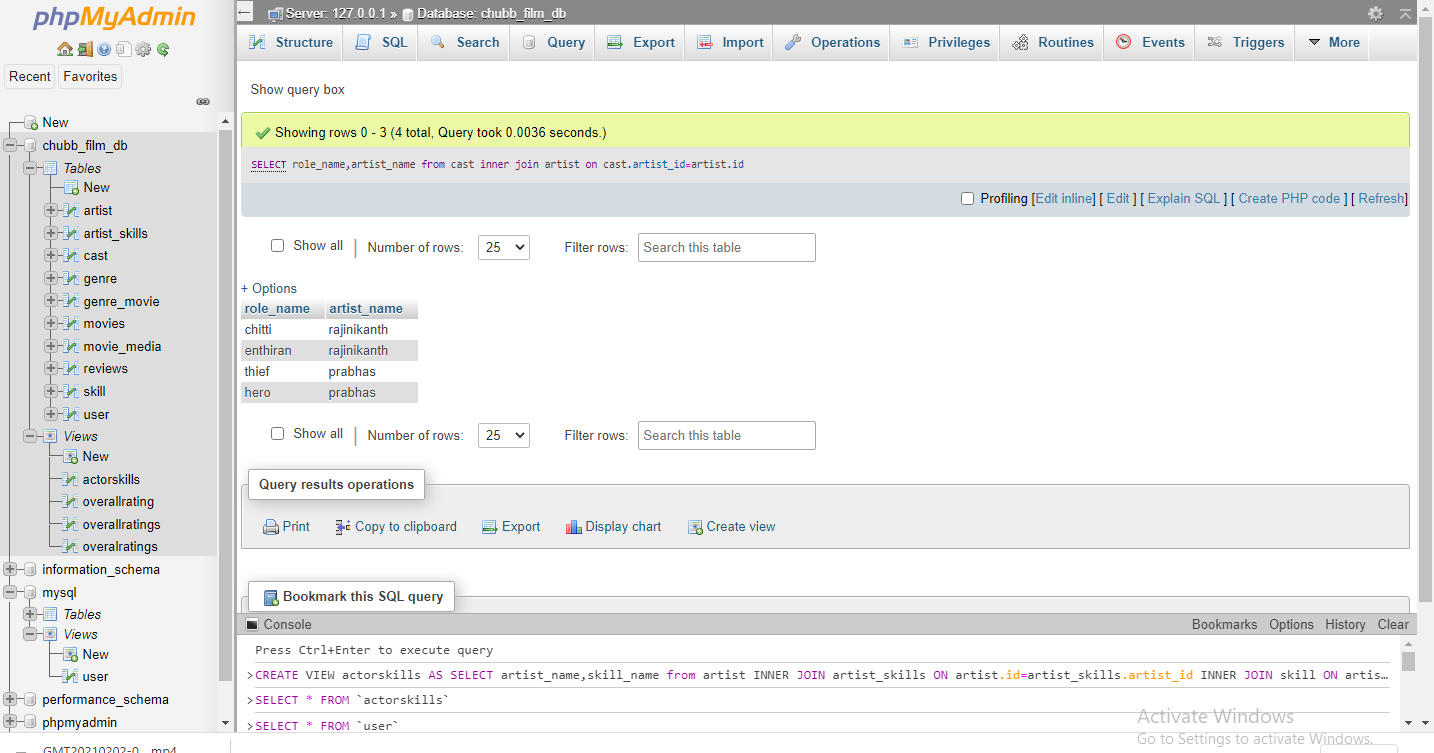 phpMyAdmin
Recent Favorites
New
chubb_film_db
Tables
New
artist
artist_skills
cast
genre
genre_movie
movies
movie_media
reviews
skill
user
Views
New
actorskills
overallrating
overallratings
overalratings
information_schema
mysql
Tables
Views
New
user
performance_schema
phpmyadmin
Server: 127.0.0.1 » Database: chubb_film_db
Structure SQL Search Query Export Import Operations Privileges Routines Events Triggers More
Show query box
Showing rows 0 - 3 (4 total, Query took 0.0036 seconds.)
SELECT role_name,artist_name from cast inner join artist on cast.artist_id=artist.id
Profiling [Edit inline] [ Edit ] [ Explain SQL ] [ Create PHP code ] [ Refresh]
Show all | Number of rows: 25 Filter rows: Search this table
+ Options
role_name artist_name
chitti rajinikanth
enthiran rajinikanth
thief prabhas
hero prabhas
Show all | Number of rows: 25 Filter rows: Search this table
Query results operations
Print Copy to clipboard Export Display chart Create view
Bookmark this SQL query
Console Bookmarks Options History Clear
Press Ctrl+Enter to execute query
>CREATE VIEW actorskills AS SELECT artist_name,skill_name from artist INNER JOIN artist_skills ON artist.id=artist_skills.artist_id INNER JOIN skill ON artis…
>SELECT * FROM `actorskills`
>SELECT * FROM `user`
Activate Windows
Go to Settings to activate Windows.